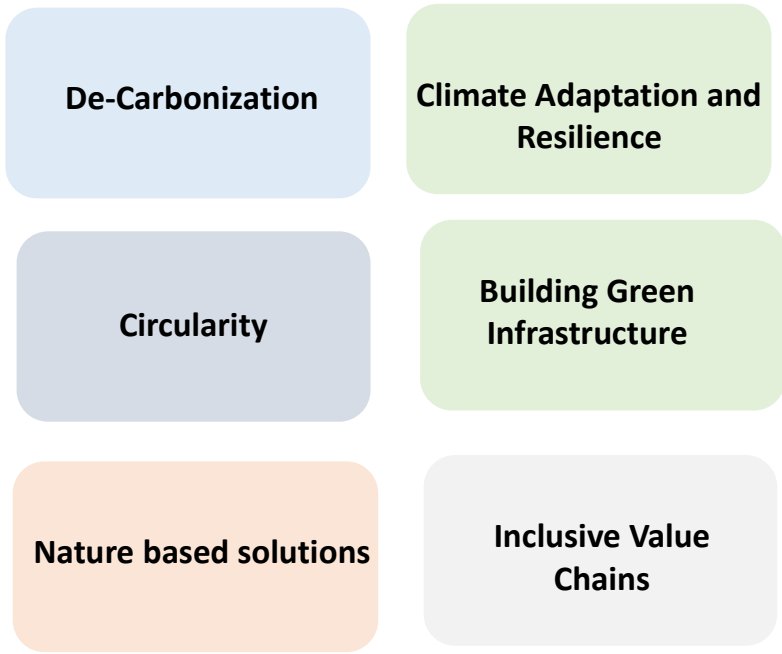 De-Carbonization
Climate Adaptation and
Resilience
Circularity
Building Green
Infrastructure
Nature based solutions
Inclusive Value
Chains